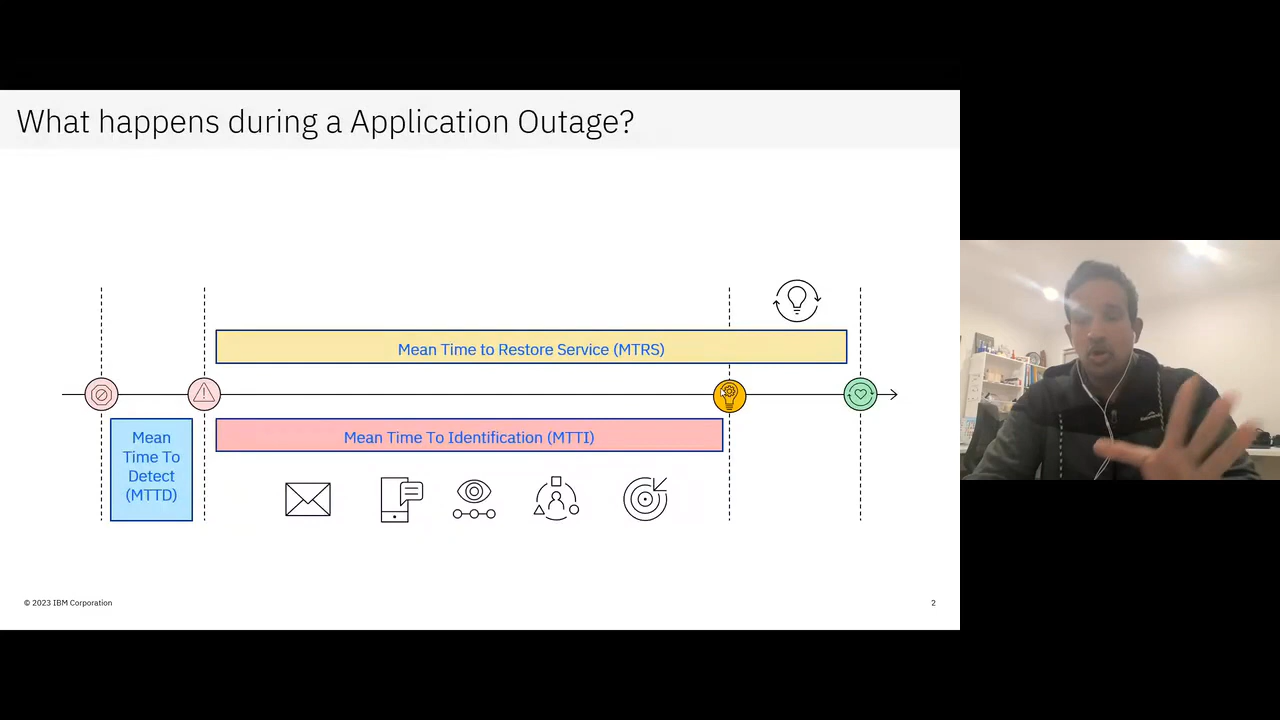 What happens during a Application Outage?
Mean Time to Restore Service (MTRS)
Mean
Time To
Detect
(MTTD)
Mean Time To Identification (MTTI)
© 2023 IBM Corporation
2